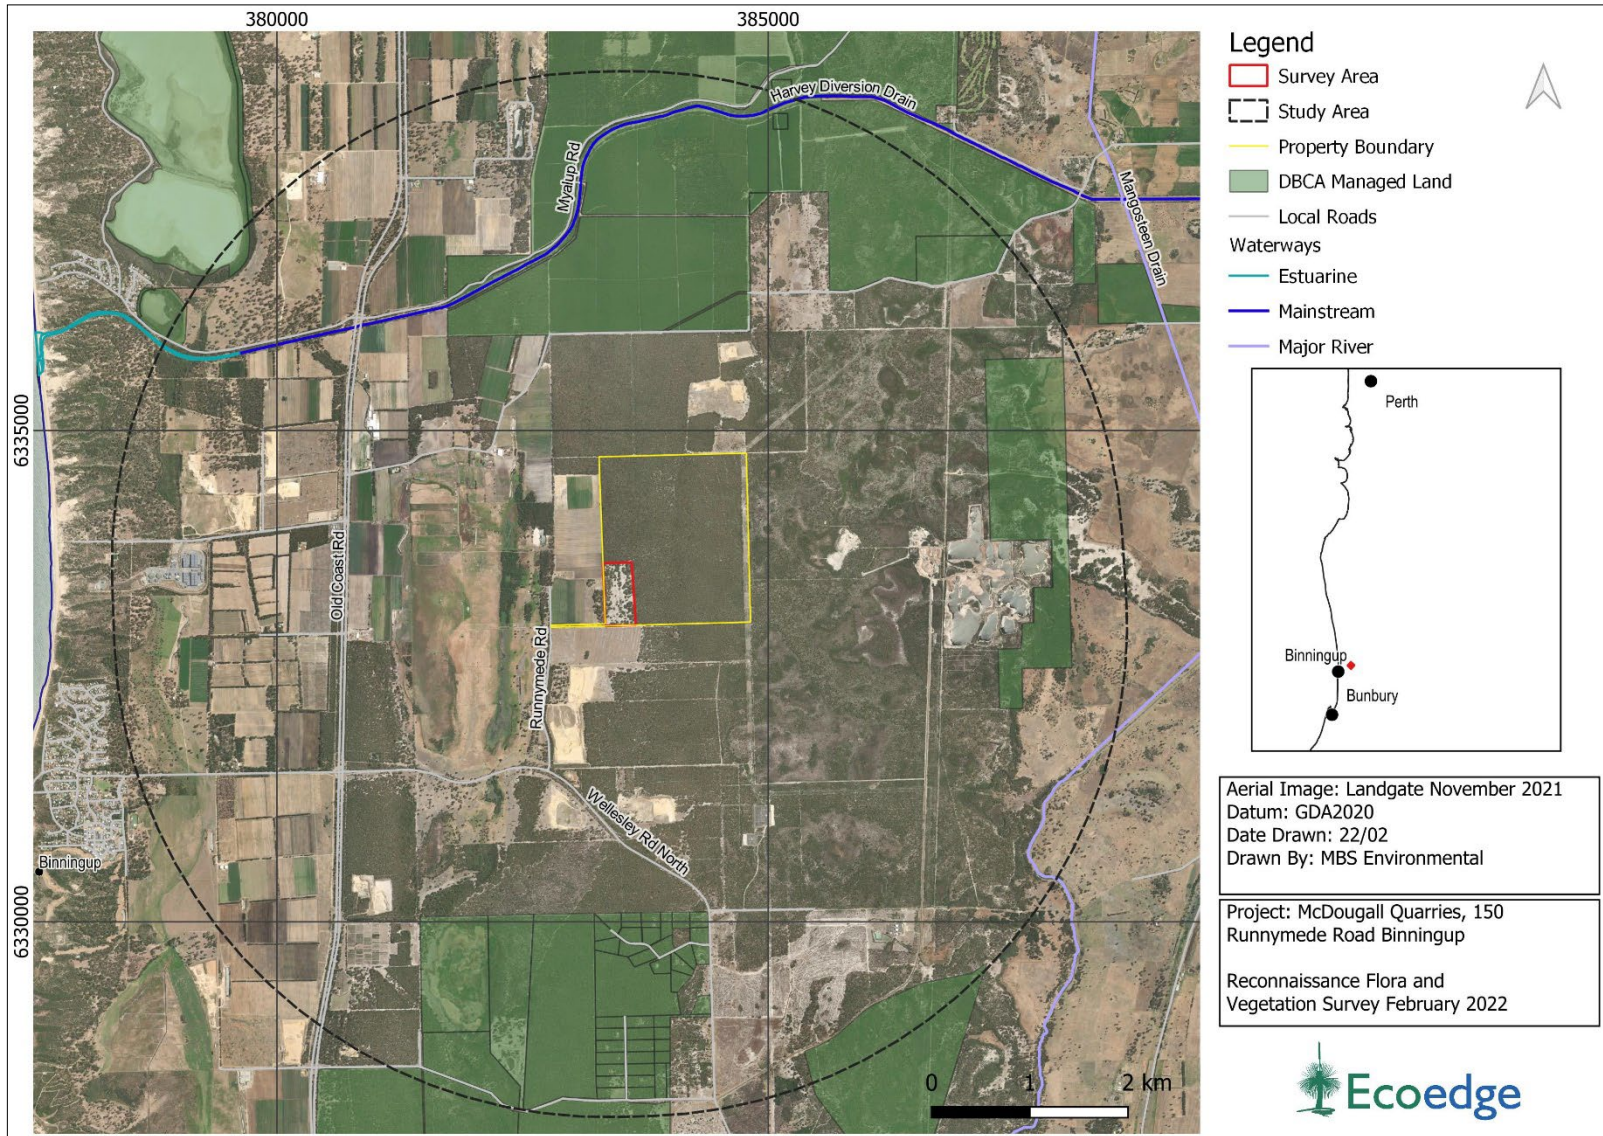 380000
385000
Harvey Diversion Drain
Myalup Rd
Mangosteen Drain
6335000
Old Coast Rd
Runnymede Rd
Wellesley Rd North
Binningup
6330000
0 1 2 km
Legend
Survey Area
Study Area
Property Boundary
DBCA Managed Land
Local Roads
Waterways
Estuarine
Mainstream
Major River
Perth
Binningup
Bunbury
Aerial Image: Landgate November 2021
Datum: GDA2020
Date Drawn: 22/02
Drawn By: MBS Environmental
Project: McDougall Quarries, 150
Runnymede Road Binningup
Reconnaissance Flora and
Vegetation Survey February 2022
Ecoedge